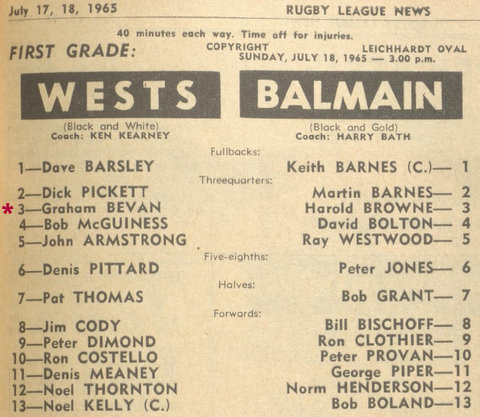 July 17, 18, 1965 RUGBY LEAGUE NEWS
40 minutes each way. Time off for injuries.
FIRST GRADE: COPYRIGHT LEICHHARDT OVAL
SUNDAY, JULY 18, 1965 — 3.00 p.m.
WESTS BALMAIN
(Black and White) (Black and Gold)
Coach: KEN KEARNEY Coach: HARRY BATH
Fullbacks:
1—Dave BARSLEY Keith BARNES (C.)— 1
Threequarters:
2—Dick PICKETT Martin BARNES— 2
* 3—Graham BEVAN Harold BROWNE— 3
4—Bob McGUINESS David BOLTON— 4
5—John ARMSTRONG Ray WESTWOOD— 5
Five-eighths:
6—Denis PITTARD Peter JONES— 6
Halves:
7—Pat THOMAS Bob GRANT— 7
Forwards:
8—Jim CODY Bill BISCHOFF— 8
9—Peter DIMOND Ron CLOTHIER— 9
10—Ron COSTELLO Peter PROVAN—10
11—Denis MEANEY George PIPER—11
12—Noel THORNTON Norm HENDERSON—12
13—Noel KELLY (C.) Bob BOLAND—13